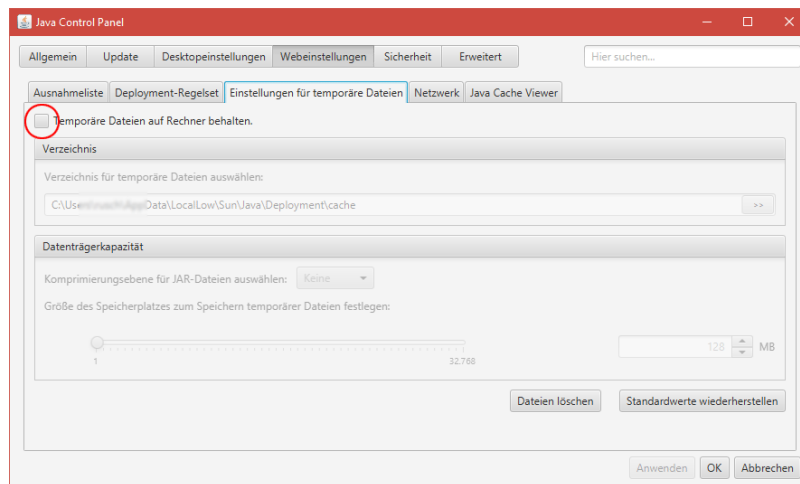 Java Control Panel
Allgemein Update Desktopeinstellungen Webeinstellungen Sicherheit Erweitert Hier suchen...
Ausnahmeliste Deployment-Regelset Einstellungen für temporäre Dateien Netzwerk Java Cache Viewer
Temporäre Dateien auf Rechner behalten.
Verzeichnis
Verzeichnis für temporäre Dateien auswählen:
C:\Use Data\LocalLow\Sun\Java\Deployment\cache >>
Datenträgerkapazität
Komprimierungsebene für JAR-Dateien auswählen: Keine
Größe des Speicherplatzes zum Speichern temporärer Dateien festlegen:
128 MB
1 32.768
Dateien löschen Standardwerte wiederherstellen
Anwenden OK Abbrechen